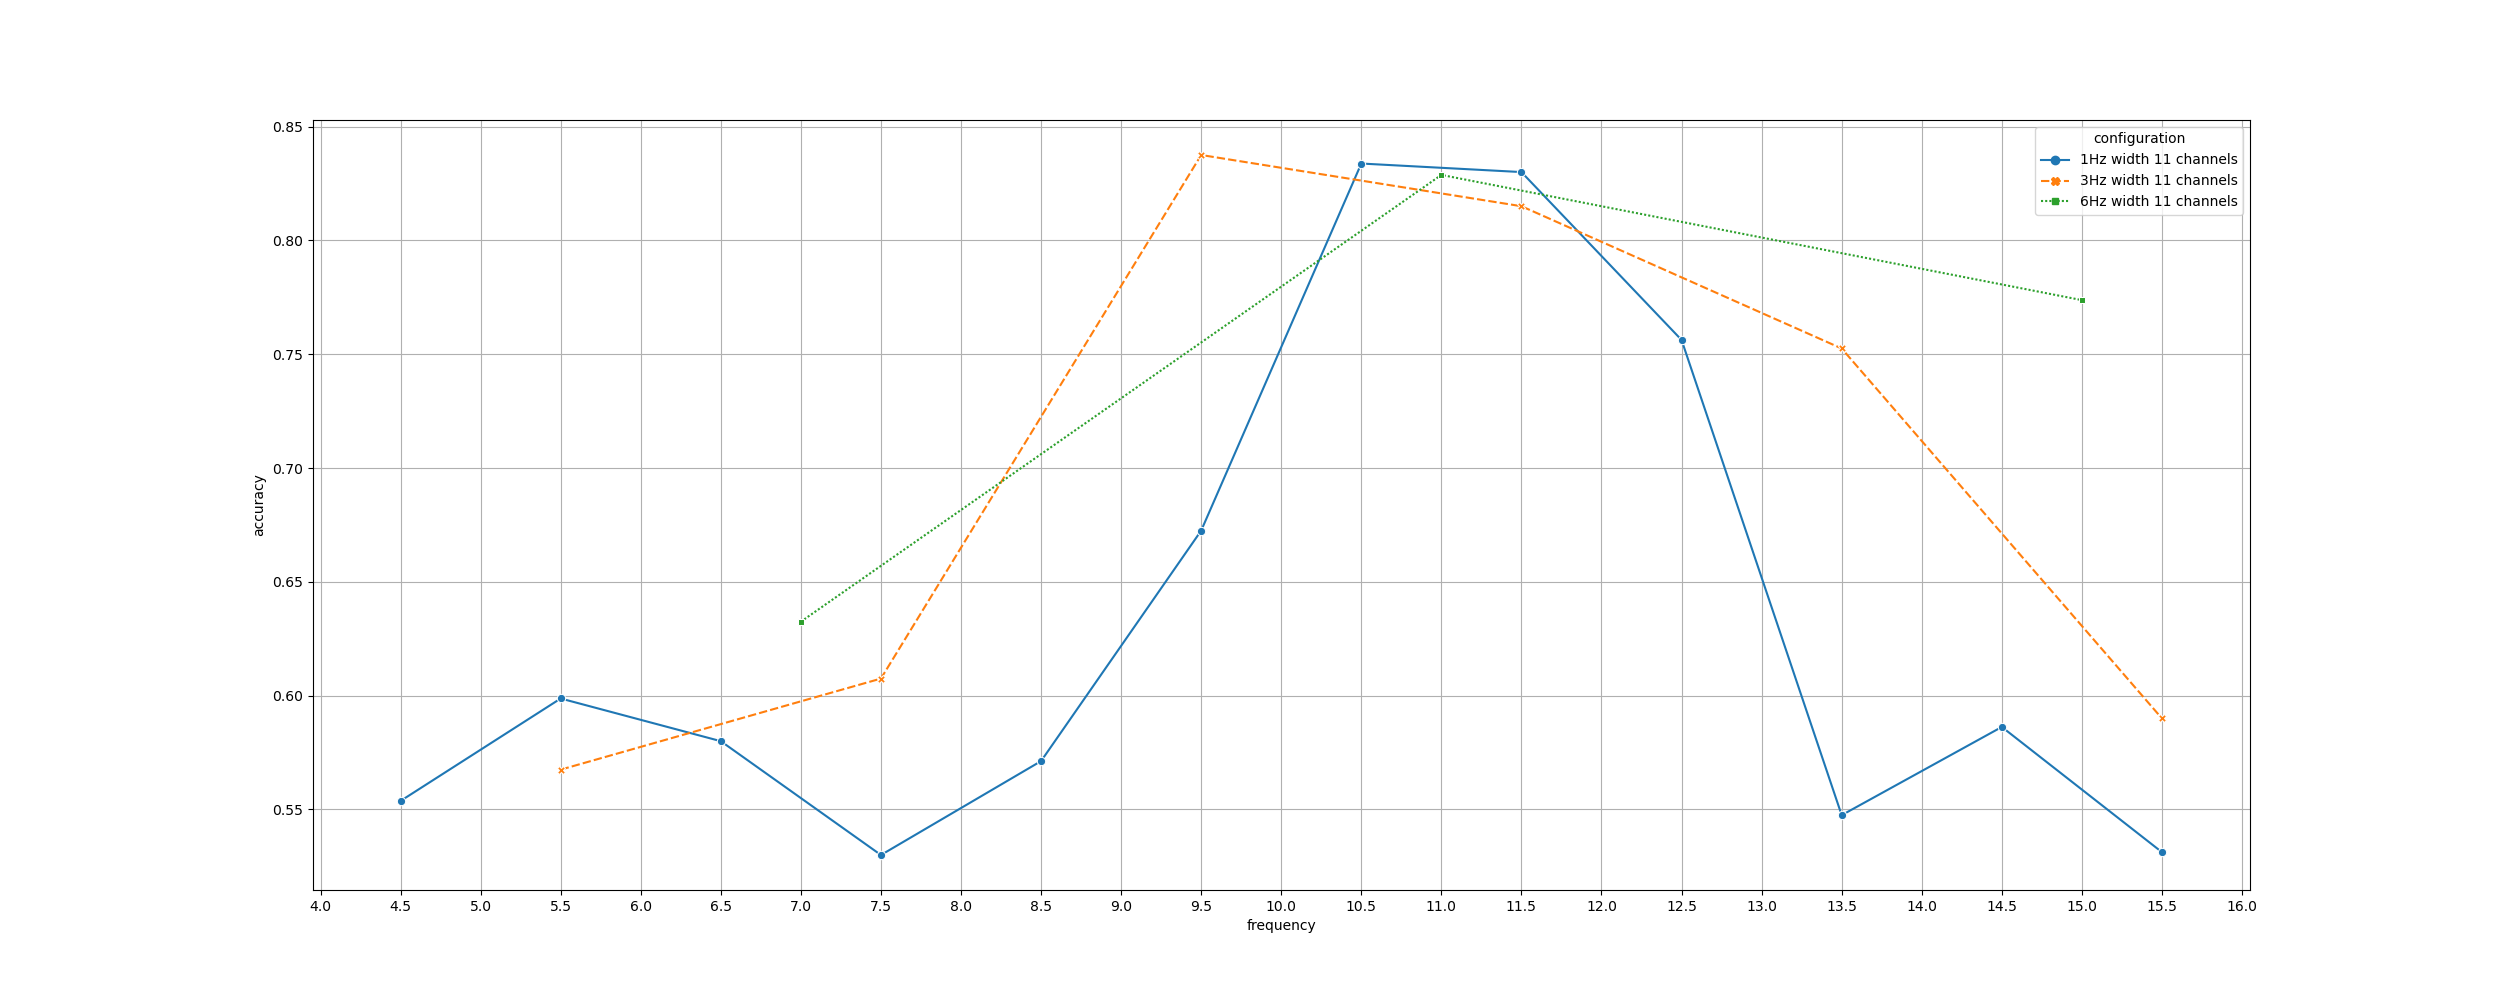 0.85
0.80
0.75
0.70
0.65
0.60
0.55
accuracy
configuration
1Hz width 11 channels
3Hz width 11 channels
6Hz width 11 channels
4.0 4.5 5.0 5.5 6.0 6.5 7.0 7.5 8.0 8.5 9.0 9.5 10.0 10.5 11.0 11.5 12.0 12.5 13.0 13.5 14.0 14.5 15.0 15.5 16.0
frequency